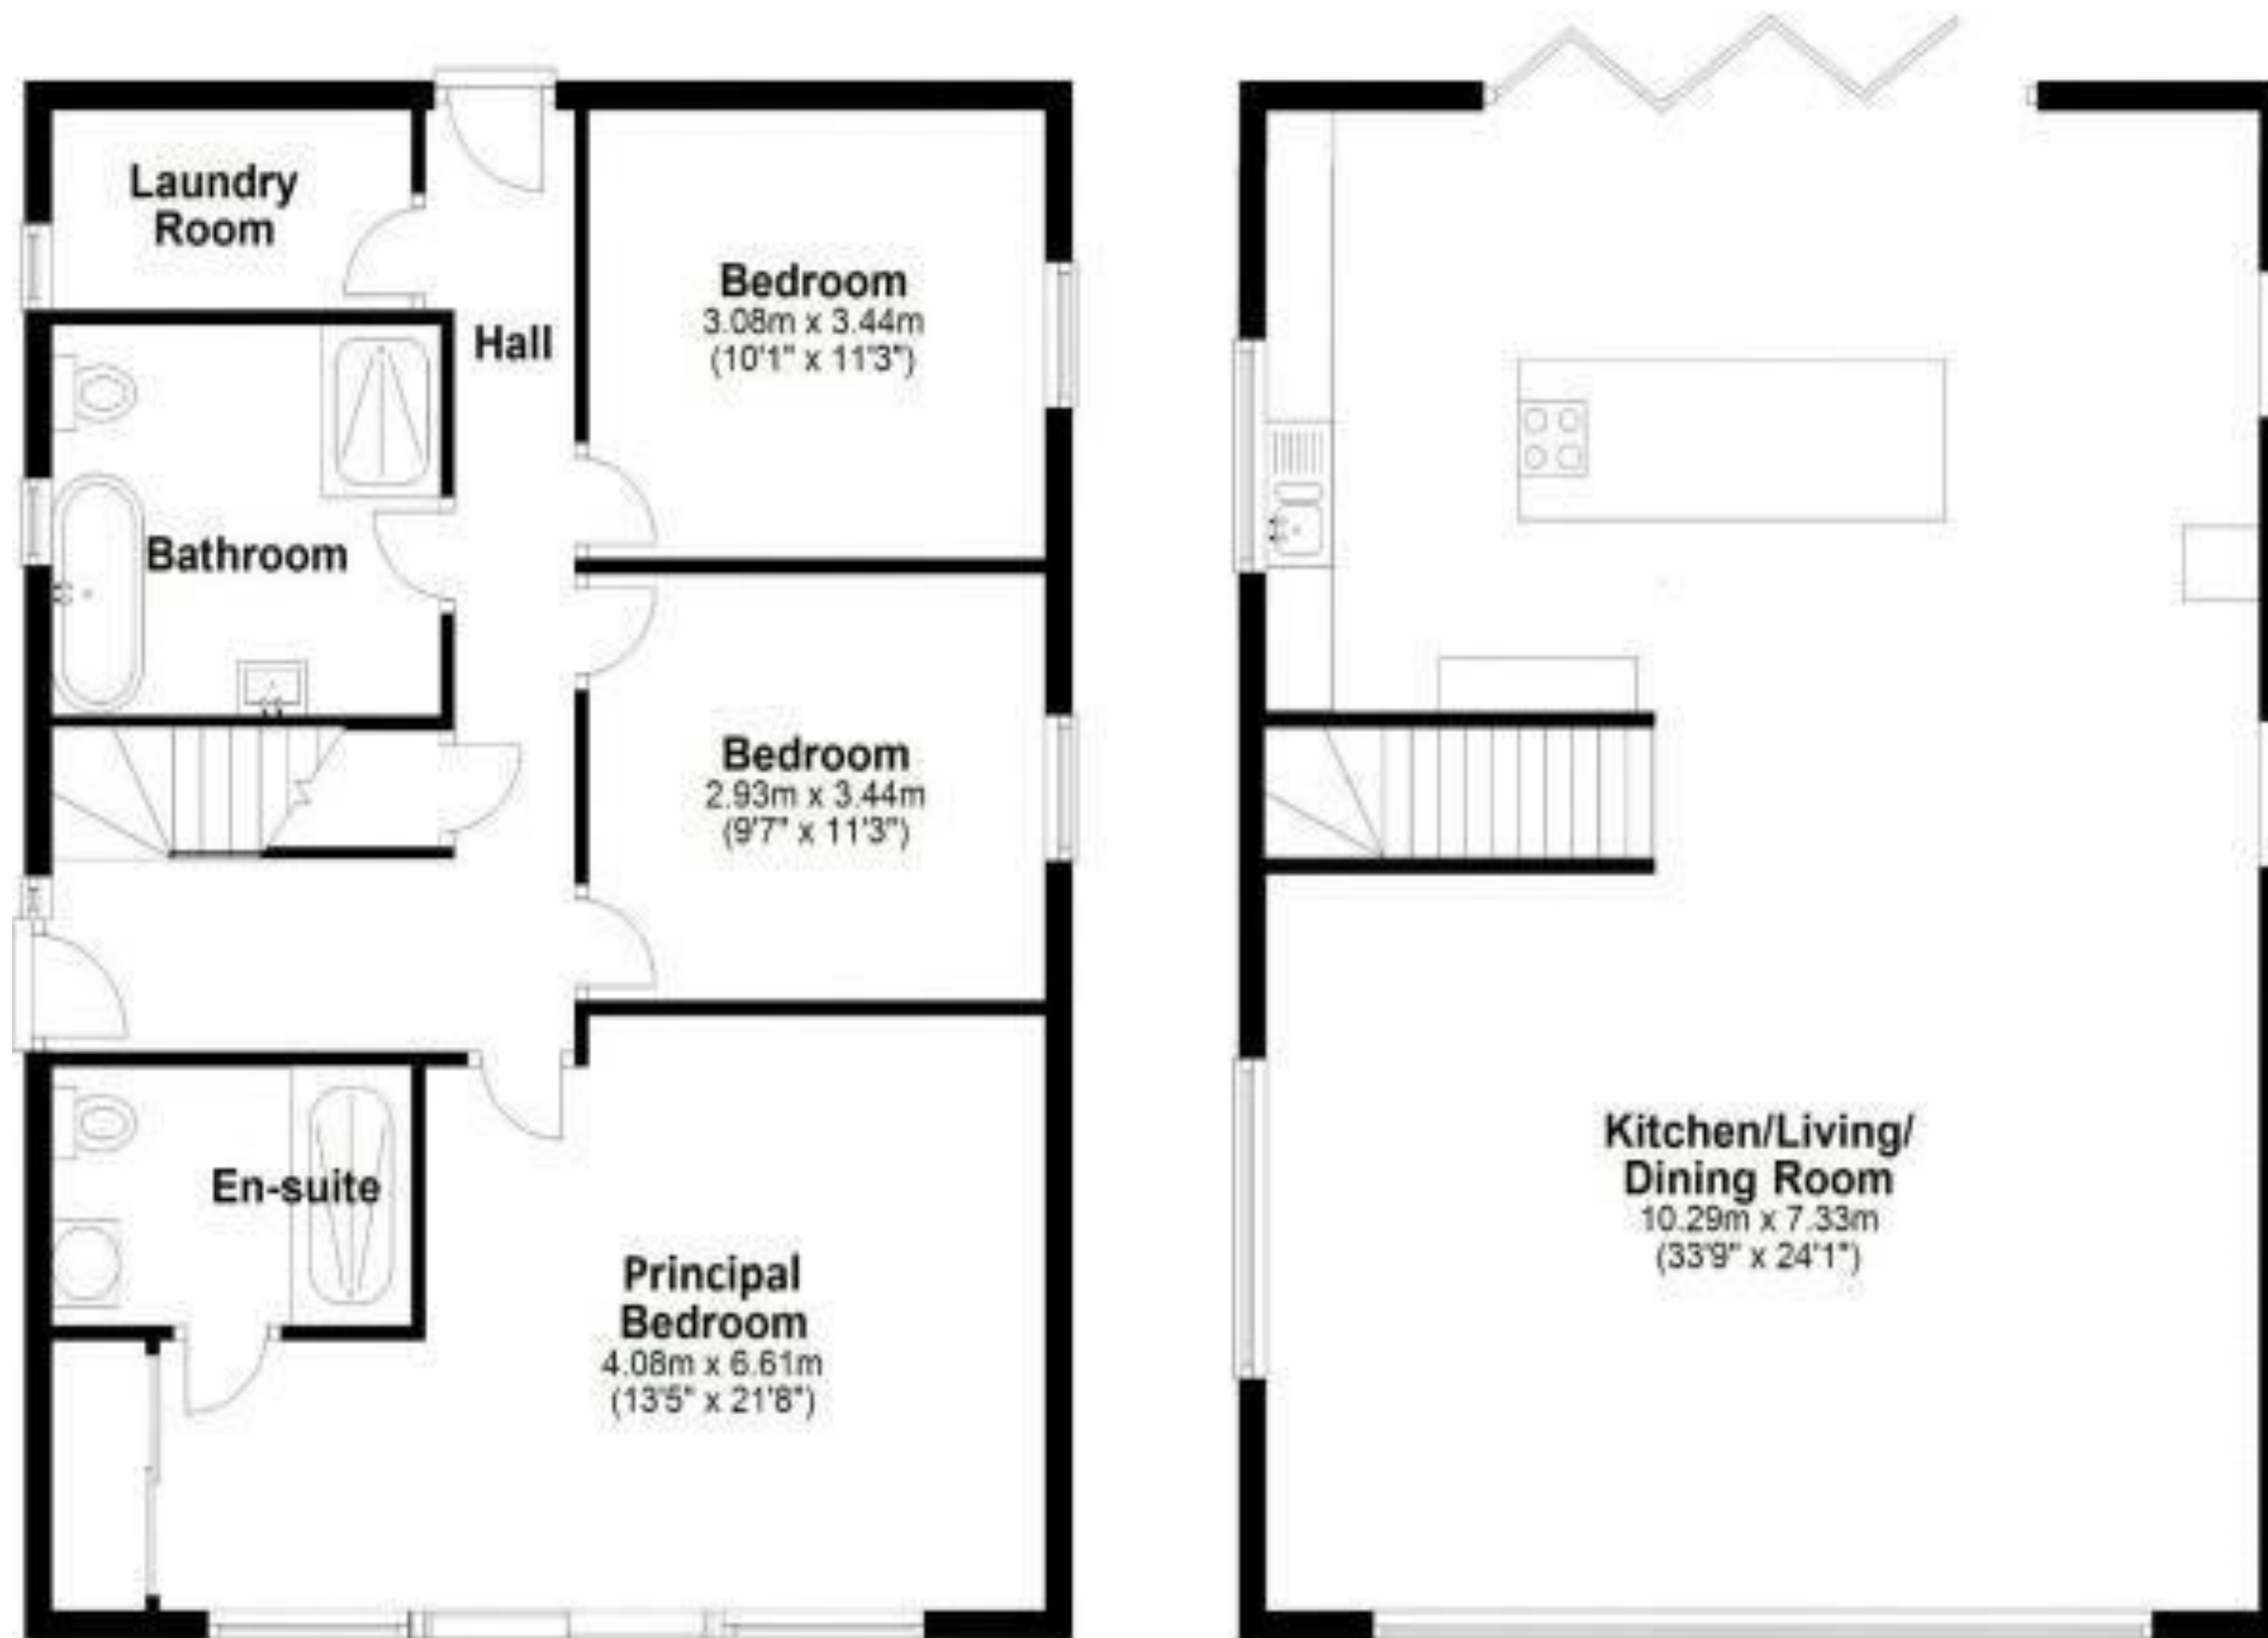 Laundry
Room
Hall
Bedroom
3.08m x 3.44m
(10'1" x 11'3")
Bathroom
Bedroom
2.93m x 3.44m
(9'7" x 11'3")
En-suite
Principal
Bedroom
4.08m x 6.61m
(13'5" x 21'8")
Kitchen/Living/
Dining Room
10.29m x 7.33m
(33'9" x 24'1")